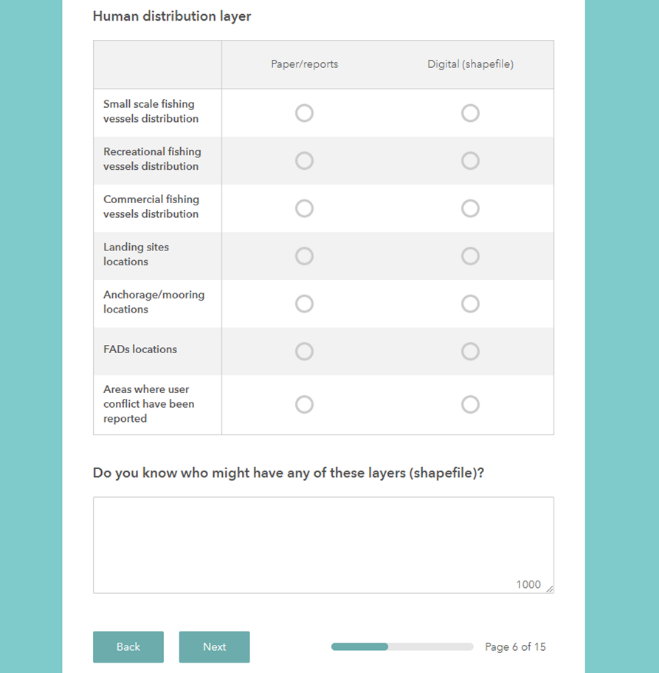 Human distribution layer
Paper/reports
Digital (shapefile)
Small scale fishing
vessels distribution
Recreational fishing
vessels distribution
Commercial fishing
vessels distribution
Landing sites
locations
Anchorage/mooring
locations
FADs locations
Areas where user
conflict have been
reported
Do you know who might have any of these layers (shapefile)?
1000
Back
Next
Page 6 of 15